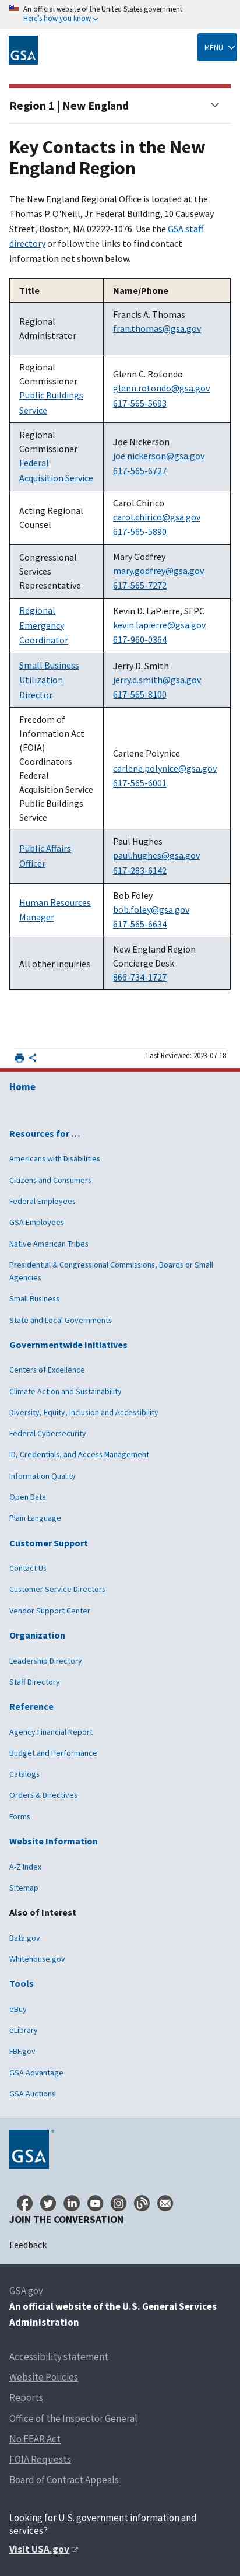 An official website of the United States government
Here's how you know
GSA
MENU
Region 1 | New England
Key Contacts in the New
England Region
The New England Regional Office is located at the
Thomas P. O'Neill, Jr. Federal Building, 10 Causeway
Street, Boston, MA 02222-1076. Use the GSA staff
directory or follow the links to find contact
information not shown below.
Title
Name/Phone
Regional
Administrator
Francis A. Thomas
fran.thomas@gsa.gov
Regional
Commissioner
Public Buildings
Service
Glenn C. Rotondo
glenn.rotondo@gsa.gov
617-565-5693
Regional
Commissioner
Federal
Acquisition Service
Joe Nickerson
joe.nickerson@gsa.gov
617-565-6727
Acting Regional
Counsel
Carol Chirico
carol.chirico@gsa.gov
617-565-5890
Congressional
Services
Representative
Mary Godfrey
mary.godfrey@gsa.gov
617-565-7272
Regional
Emergency
Coordinator
Kevin D. LaPierre, SFPC
kevin.lapierre@gsa.gov
617-960-0364
Small Business
Utilization
Director
Jerry D. Smith
jerry.d.smith@gsa.gov
617-565-8100
Freedom of
Information Act
(FOIA)
Coordinators
Federal
Acquisition Service
Public Buildings
Service
Carlene Polynice
carlene.polynice@gsa.gov
617-565-6001
Public Affairs
Officer
Paul Hughes
paul.hughes@gsa.gov
617-283-6142
Human Resources
Manager
Bob Foley
bob.foley@gsa.gov
617-565-6634
All other inquiries
New England Region
Concierge Desk
866-734-1727
Last Reviewed: 2023-07-18
Home
Resources for …
Americans with Disabilities
Citizens and Consumers
Federal Employees
GSA Employees
Native American Tribes
Presidential & Congressional Commissions, Boards or Small
Agencies
Small Business
State and Local Governments
Governmentwide Initiatives
Centers of Excellence
Climate Action and Sustainability
Diversity, Equity, Inclusion and Accessibility
Federal Cybersecurity
ID, Credentials, and Access Management
Information Quality
Open Data
Plain Language
Customer Support
Contact Us
Customer Service Directors
Vendor Support Center
Organization
Leadership Directory
Staff Directory
Reference
Agency Financial Report
Budget and Performance
Catalogs
Orders & Directives
Forms
Website Information
A-Z Index
Sitemap
Also of Interest
Data.gov
Whitehouse.gov
Tools
eBuy
eLibrary
FBF.gov
GSA Advantage
GSA Auctions
GSA
JOIN THE CONVERSATION
Feedback
GSA.gov
An official website of the U.S. General Services
Administration
Accessibility statement
Website Policies
Reports
Office of the Inspector General
No FEAR Act
FOIA Requests
Board of Contract Appeals
Looking for U.S. government information and
services?
Visit USA.gov